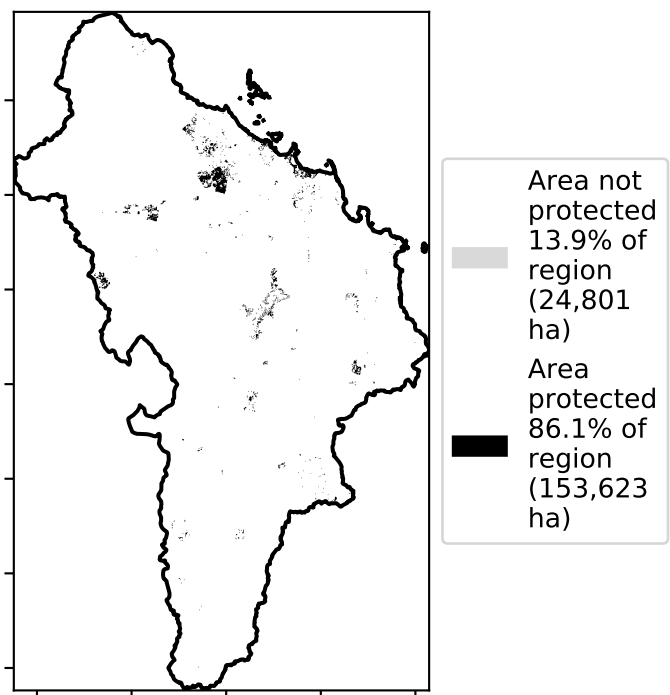 Area not
protected
13.9% of
region
(24,801
ha)
Area
protected
86.1% of
region
(153,623
ha)